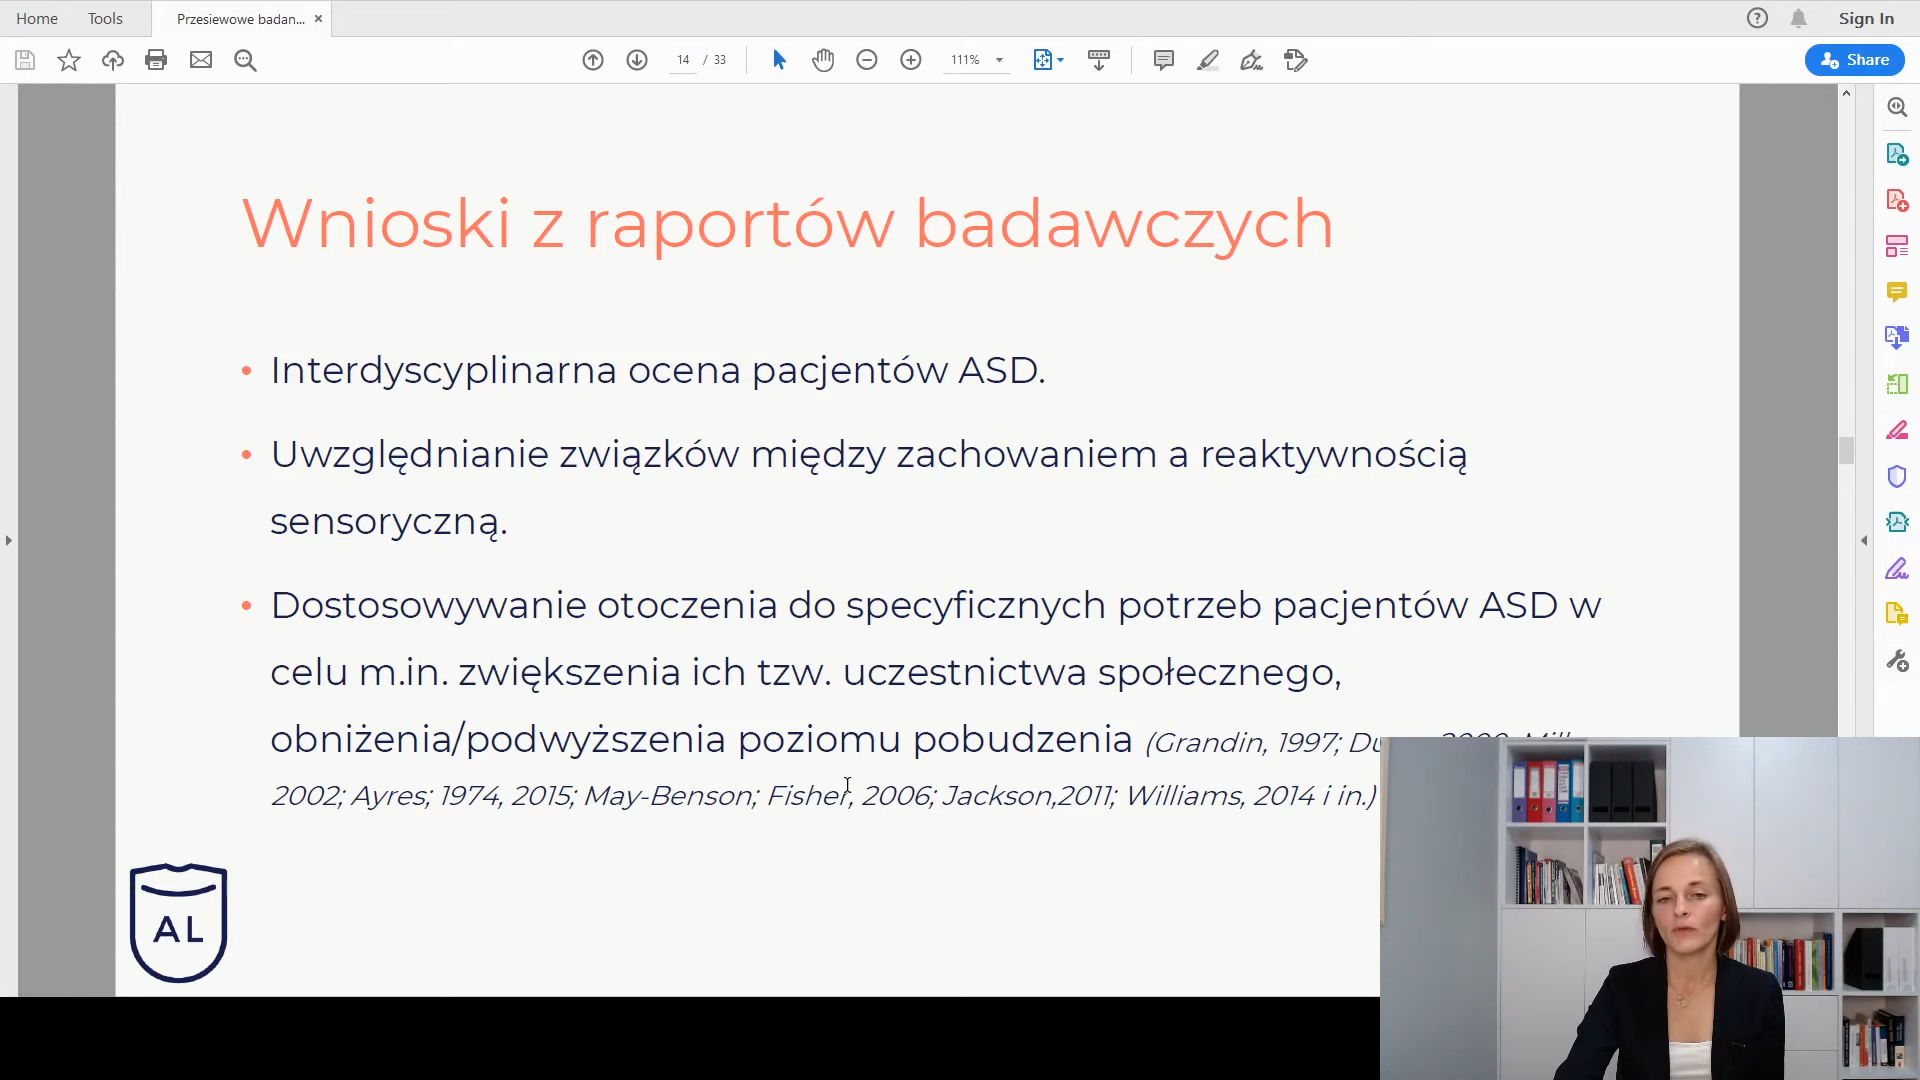 Home Tools Przesiewowe badan... × Sign In
14 / 33 111% Share
Wnioski z raportów badawczych
• Interdyscyplinarna ocena pacjentów ASD.
• Uwzględnianie związków między zachowaniem a reaktywnością
sensoryczną.
• Dostosowywanie otoczenia do specyficznych potrzeb pacjentów ASD w
celu m.in. zwiększenia ich tzw. uczestnictwa społecznego,
obniżenia/podwyższenia poziomu pobudzenia (Grandin, 1997;
2002; Ayres; 1974, 2015; May-Benson; Fisher, 2006; Jackson,2011; Williams, 2014 i in.)
AL